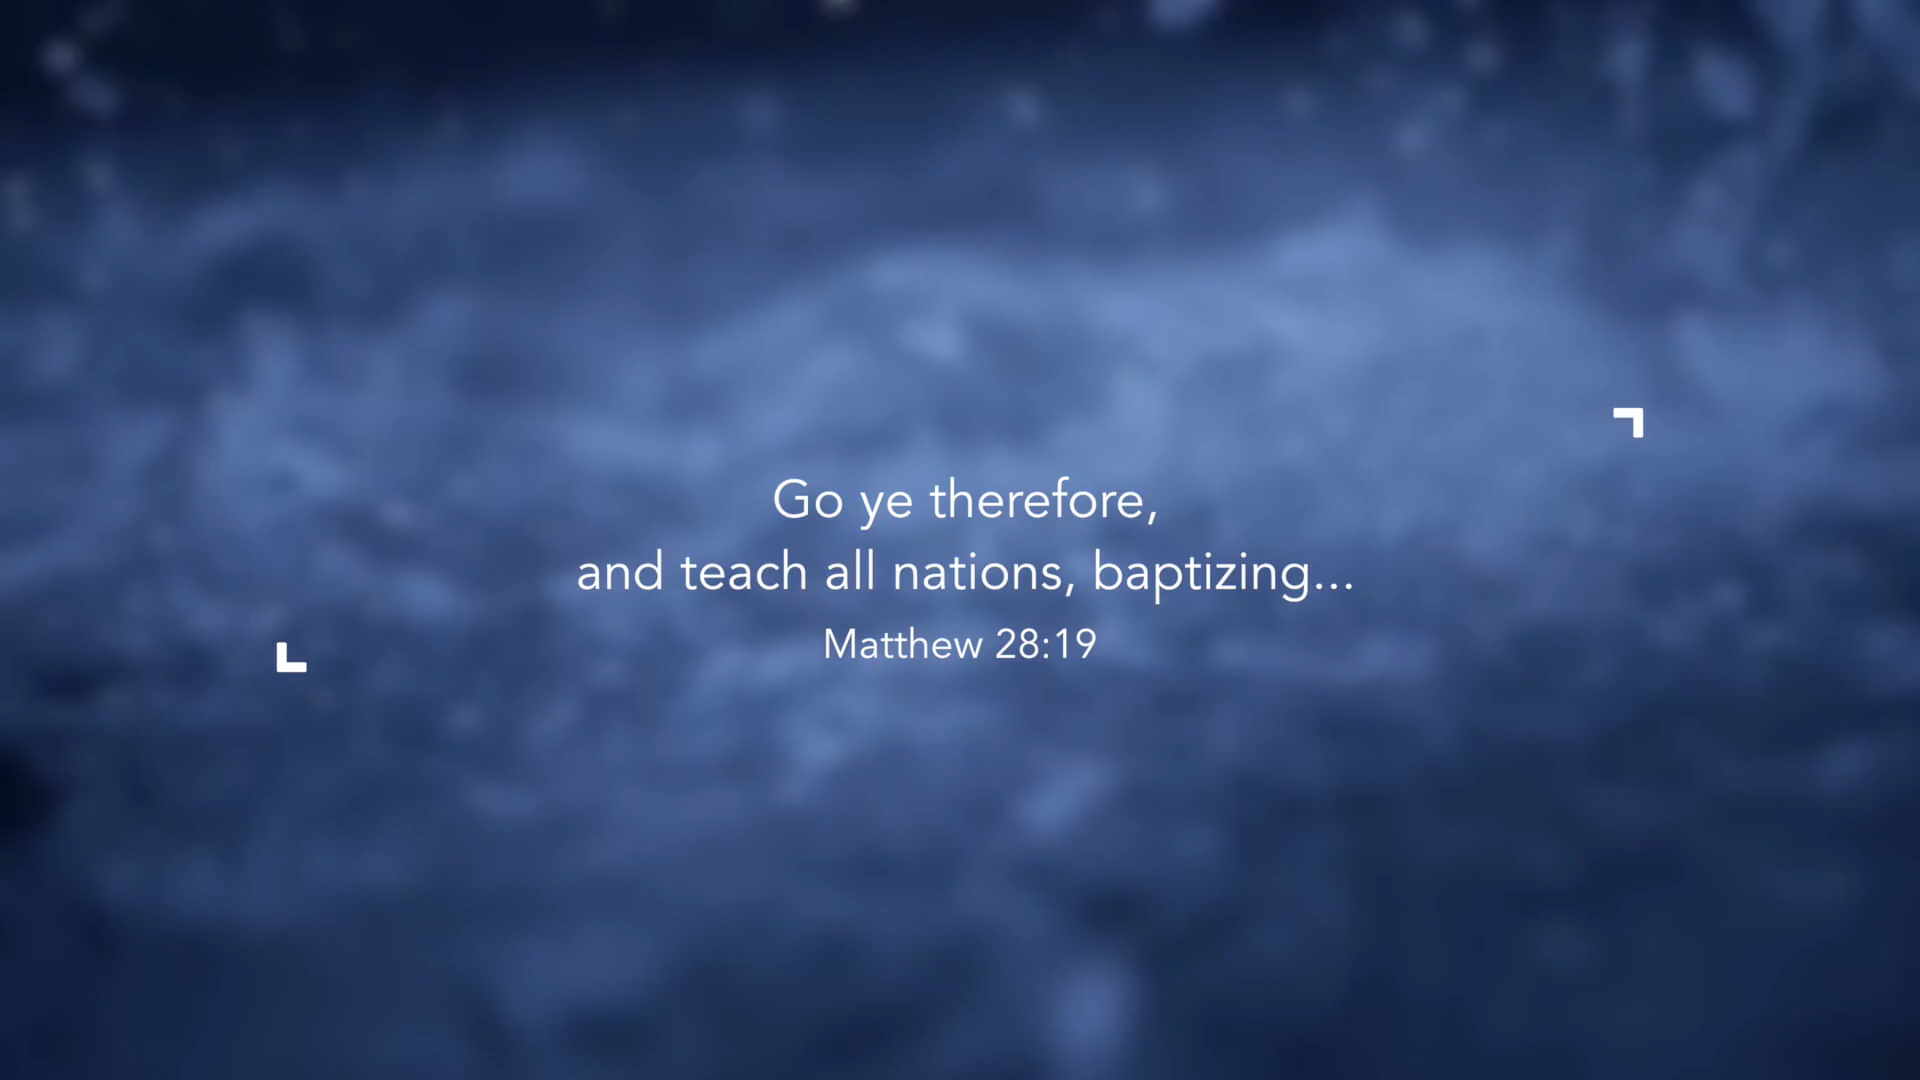 Go ye therefore,
and teach all nations, baptizing...
Matthew 28:19